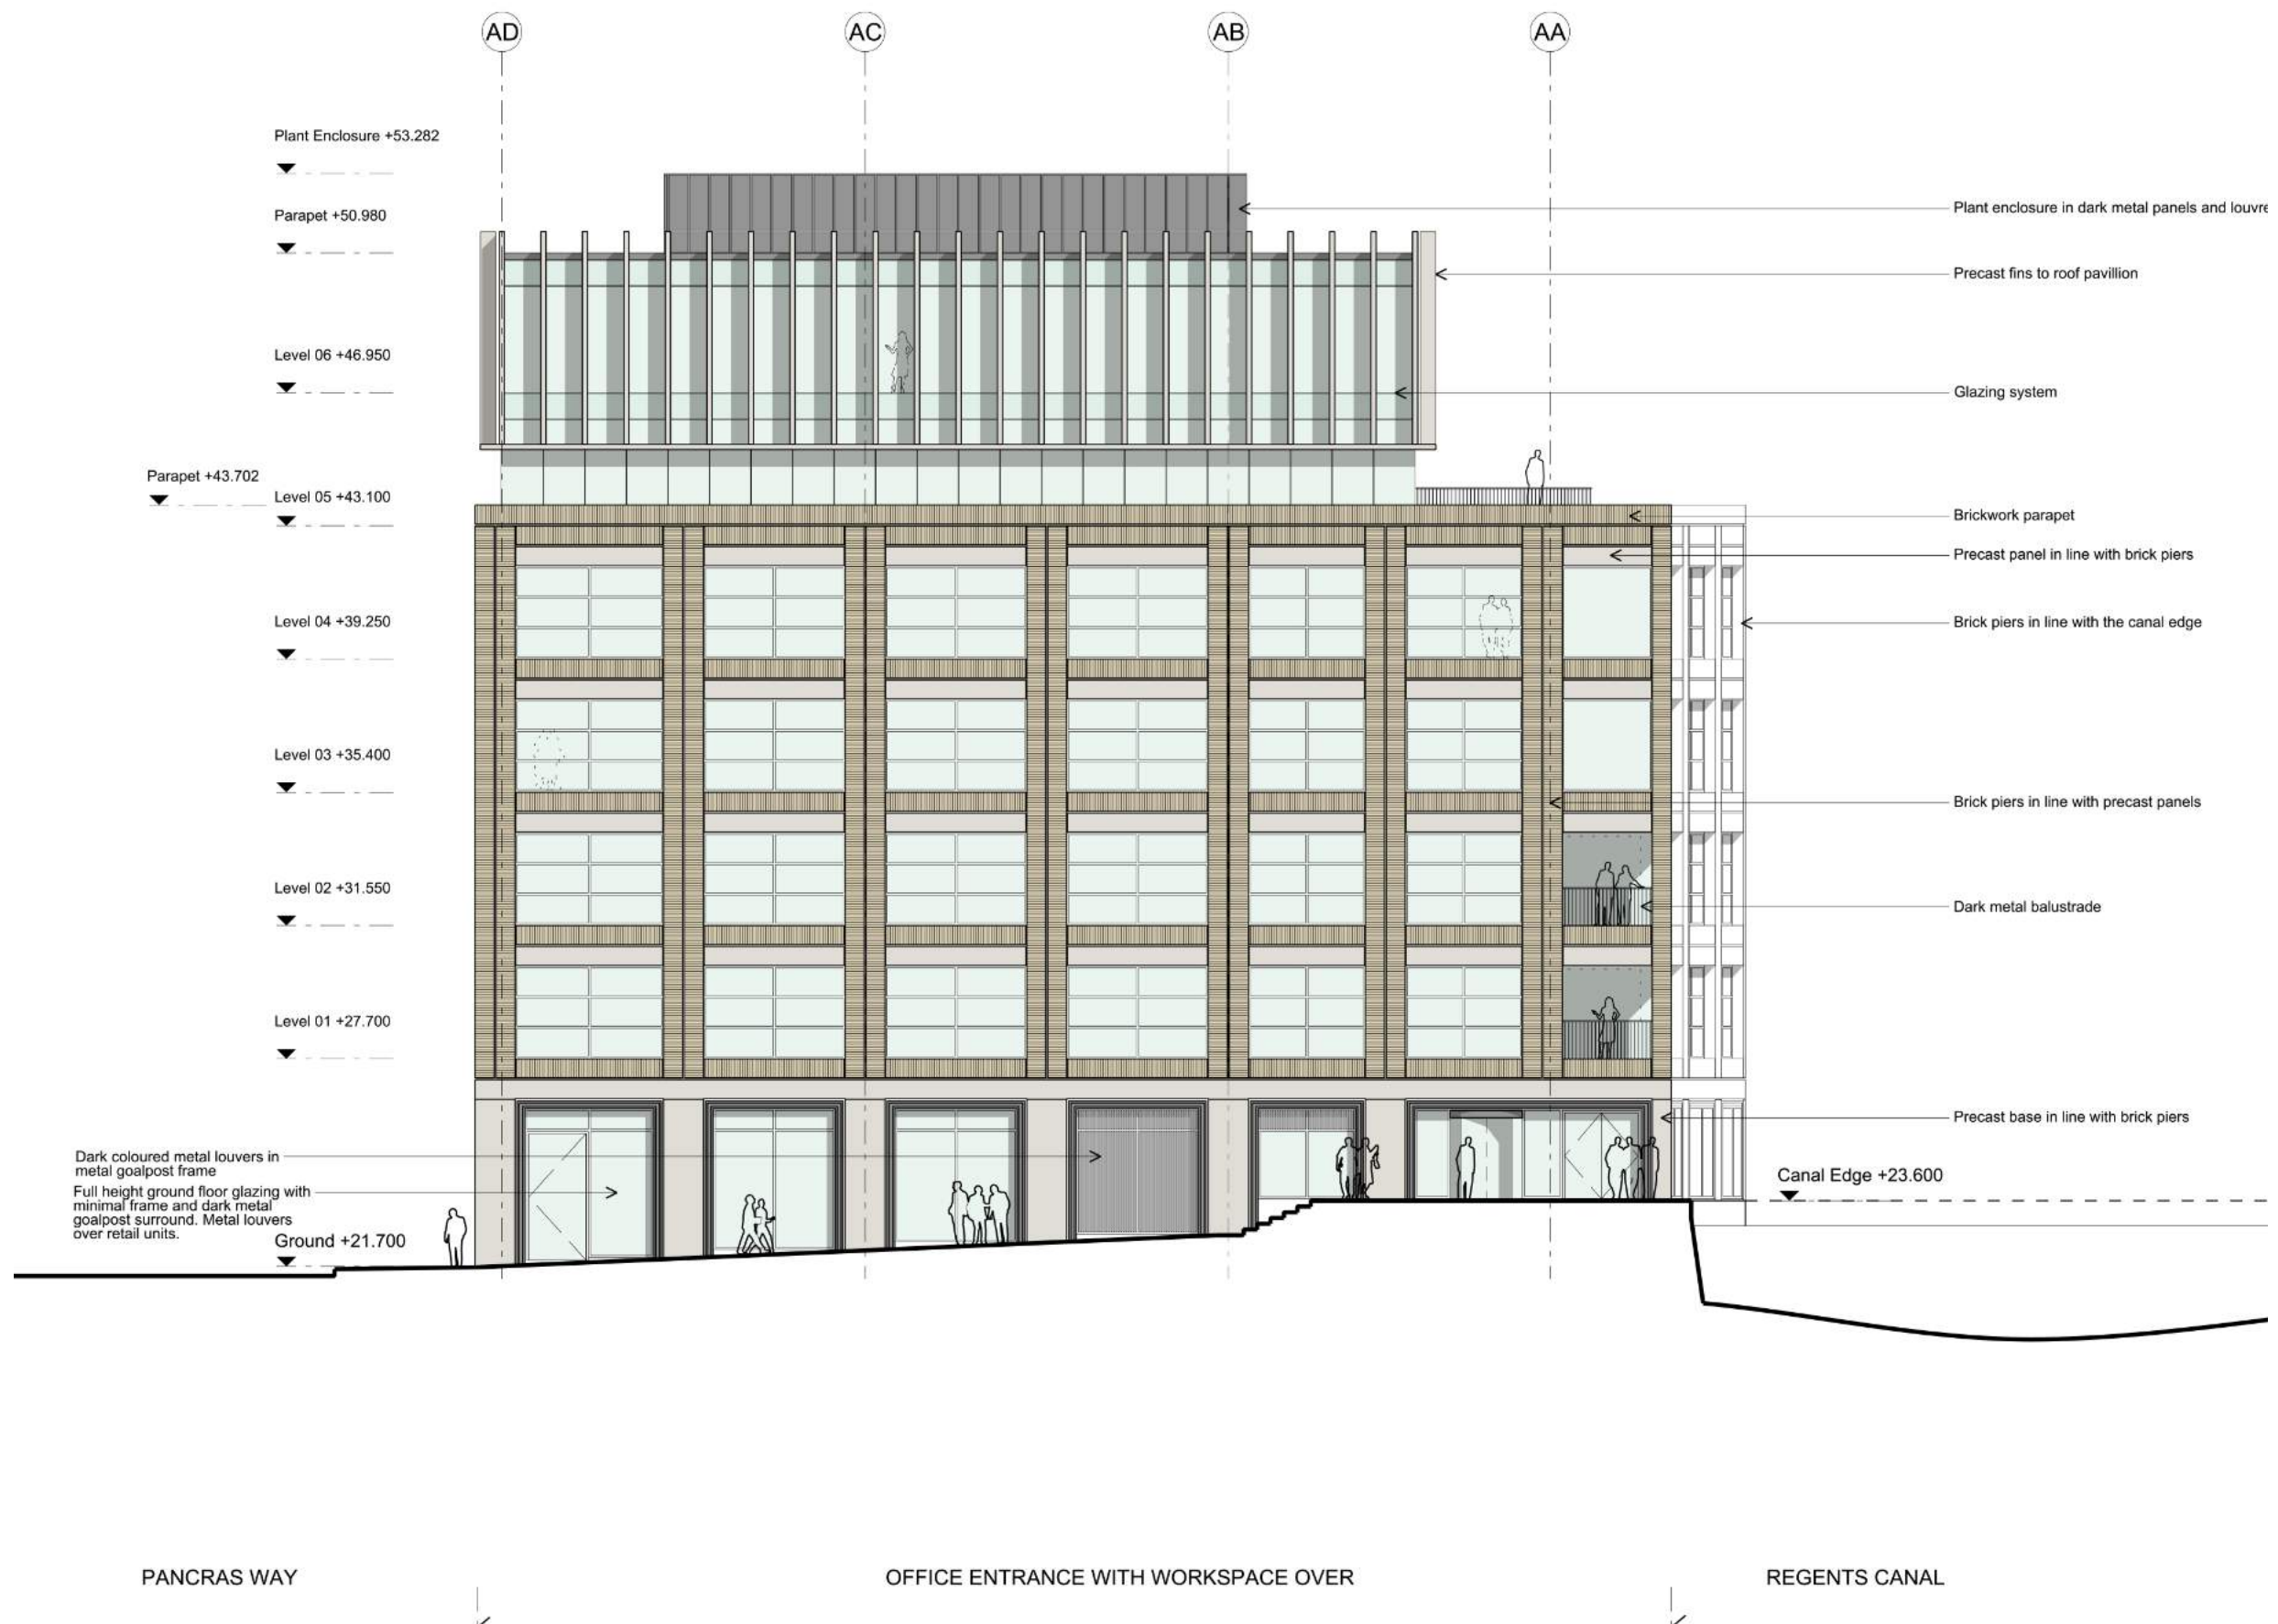 AD
AC
AB
AA
Plant Enclosure +53.282
Parapet +50.980
Level 06 +46.950
Parapet +43.702
Level 05 +43.100
Level 04 +39.250
Level 03 +35.400
Level 02 +31.550
Level 01 +27.700
Dark coloured metal louvers in
metal goalpost frame
Full height ground floor glazing with
minimal frame and dark metal
goalpost surround. Metal louvers
over retail units.
Ground +21.700
Plant enclosure in dark metal panels and louvre
Precast fins to roof pavillion
Glazing system
Brickwork parapet
Precast panel in line with brick piers
Brick piers in line with the canal edge
Brick piers in line with precast panels
Dark metal balustrade
Precast base in line with brick piers
Canal Edge +23.600
PANCRAS WAY
OFFICE ENTRANCE WITH WORKSPACE OVER
REGENTS CANAL